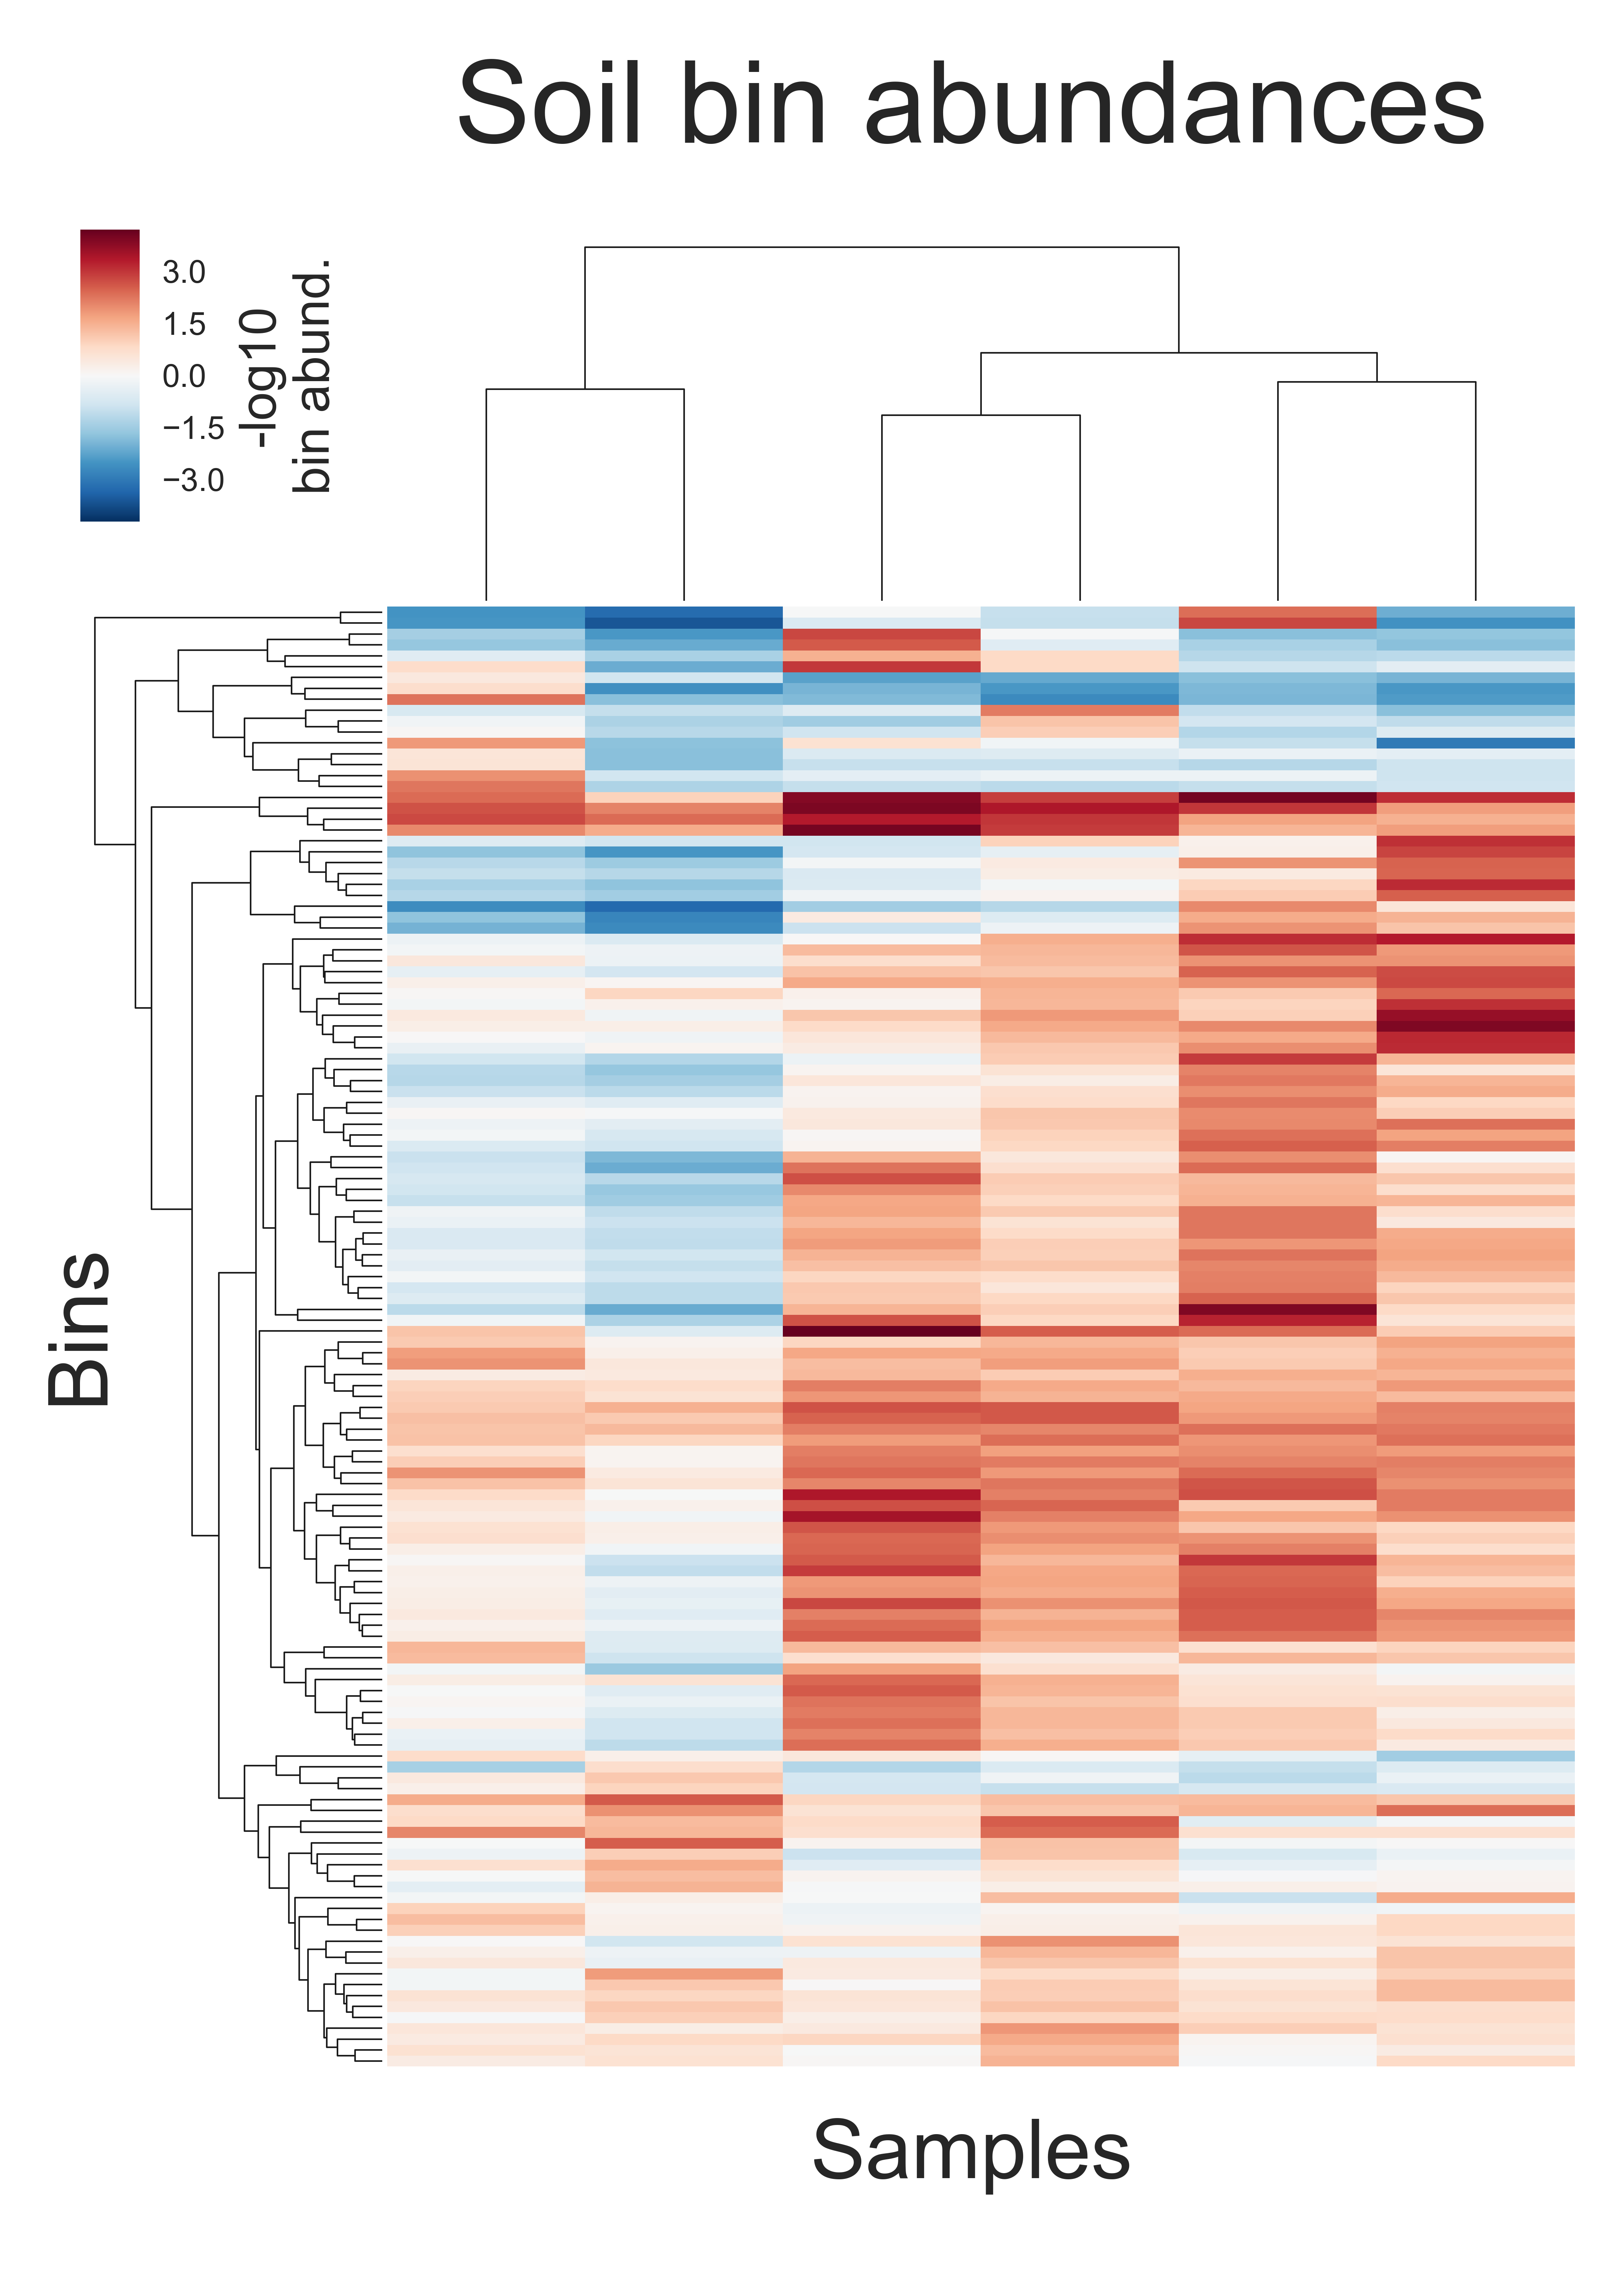 Soil bin abundances
3.0
1.5
0.0
−1.5
−3.0
-log10
bin abund.
Bins
Samples